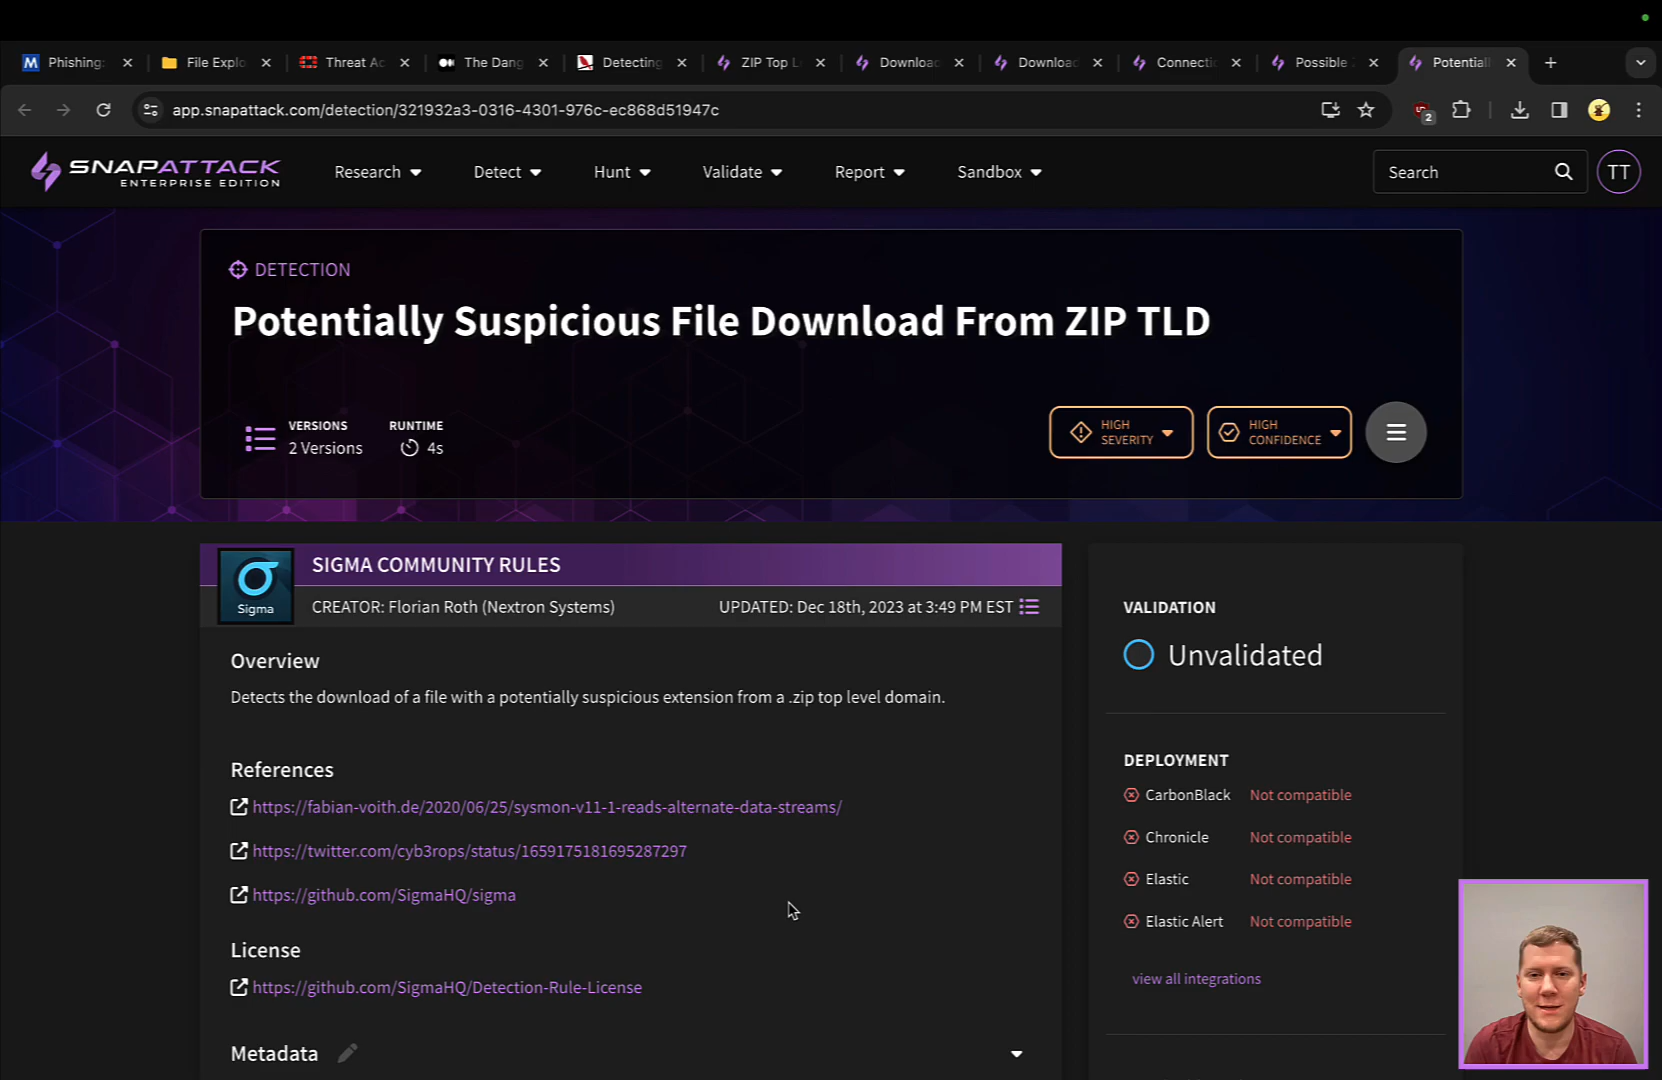 Phishing:
File Explo
Threat Ac
The Dang
Detecting
ZIP Top L
Download
Download
Connectio
Possible
Potentiall
app.snapattack.com/detection/321932a3-0316-4301-976c-ec868d51947c
2
SNAPATTACK
ENTERPRISE EDITION
Research
Detect
Hunt
Validate
Report
Sandbox
Search
TT
DETECTION
Potentially Suspicious File Download From ZIP TLD
VERSIONS
2 Versions
RUNTIME
4s
HIGH
SEVERITY
HIGH
CONFIDENCE
Sigma
SIGMA COMMUNITY RULES
CREATOR: Florian Roth (Nextron Systems)
UPDATED: Dec 18th, 2023 at 3:49 PM EST
Overview
Detects the download of a file with a potentially suspicious extension from a .zip top level domain.
References
https://fabian-voith.de/2020/06/25/sysmon-v11-1-reads-alternate-data-streams/
https://twitter.com/cyb3rops/status/1659175181695287297
https://github.com/SigmaHQ/sigma
License
https://github.com/SigmaHQ/Detection-Rule-License
Metadata
VALIDATION
Unvalidated
DEPLOYMENT
CarbonBlack Not compatible
Chronicle Not compatible
Elastic Not compatible
Elastic Alert Not compatible
view all integrations